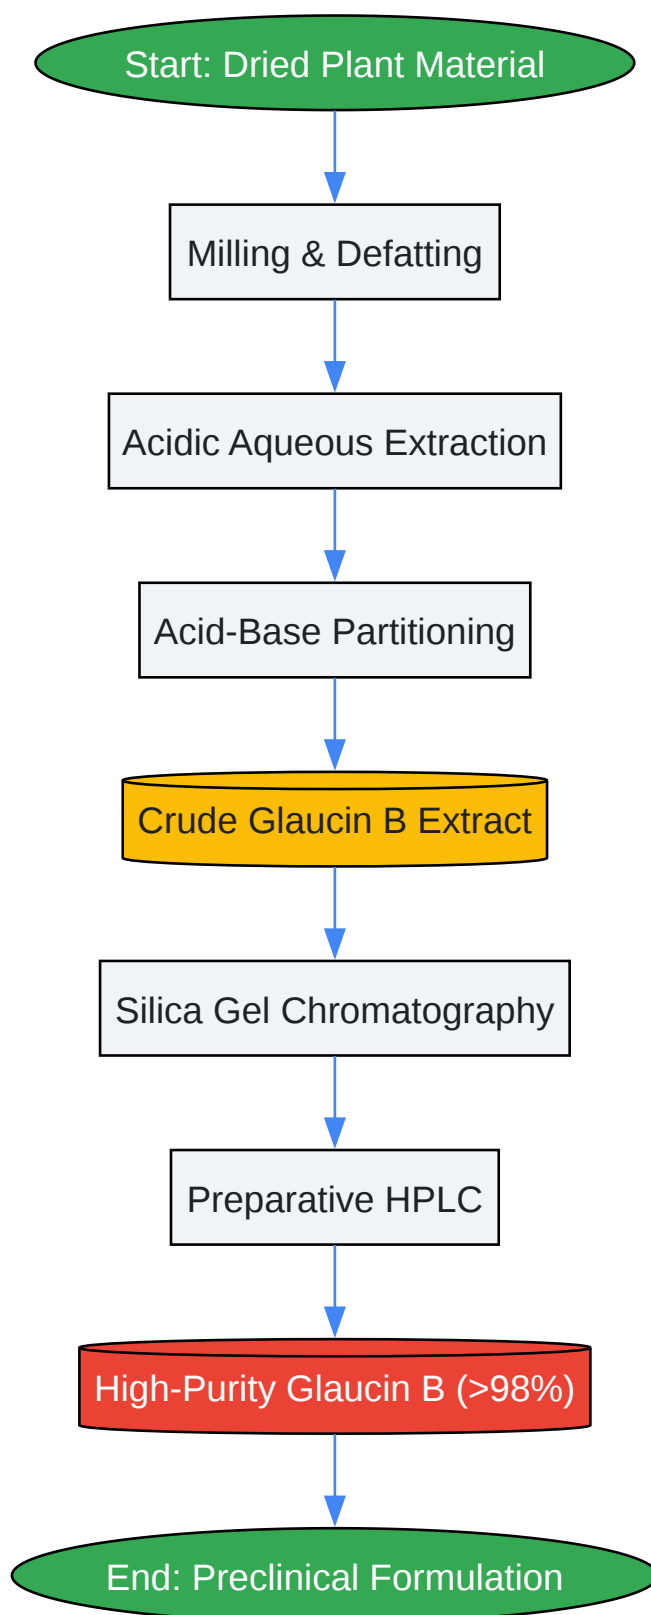 Start: Dried Plant Material
Milling & Defatting
Acidic Aqueous Extraction
Acid-Base Partitioning
Crude Glaucin B Extract
Silica Gel Chromatography
Preparative HPLC
High-Purity Glaucin B (>98%)
End: Preclinical Formulation